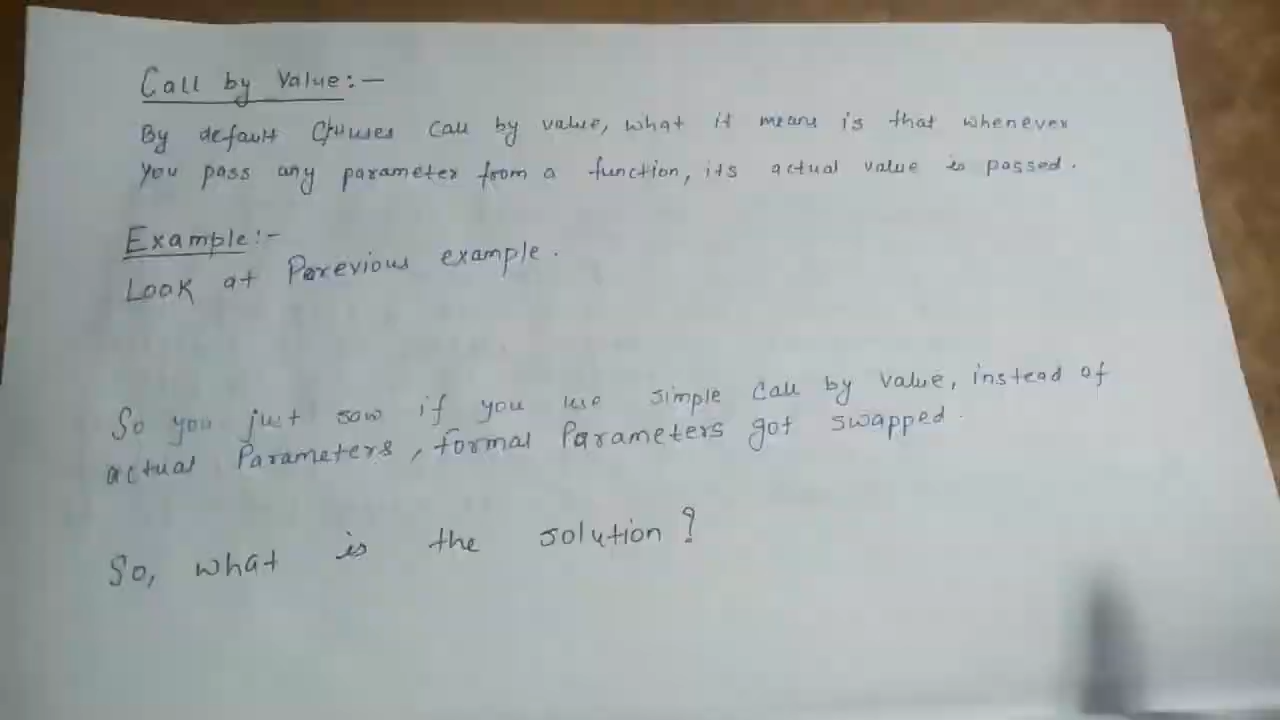 Call by Value:-
By default C++ uses call by value, what it means is that whenever
you pass any parameter from a function, its actual value is passed.
Example:-
Look at Porevious example.
So you just saw if you use simple call by value, instead of
actual Parameters, formal Parameters got swapped.
So, what is the solution?